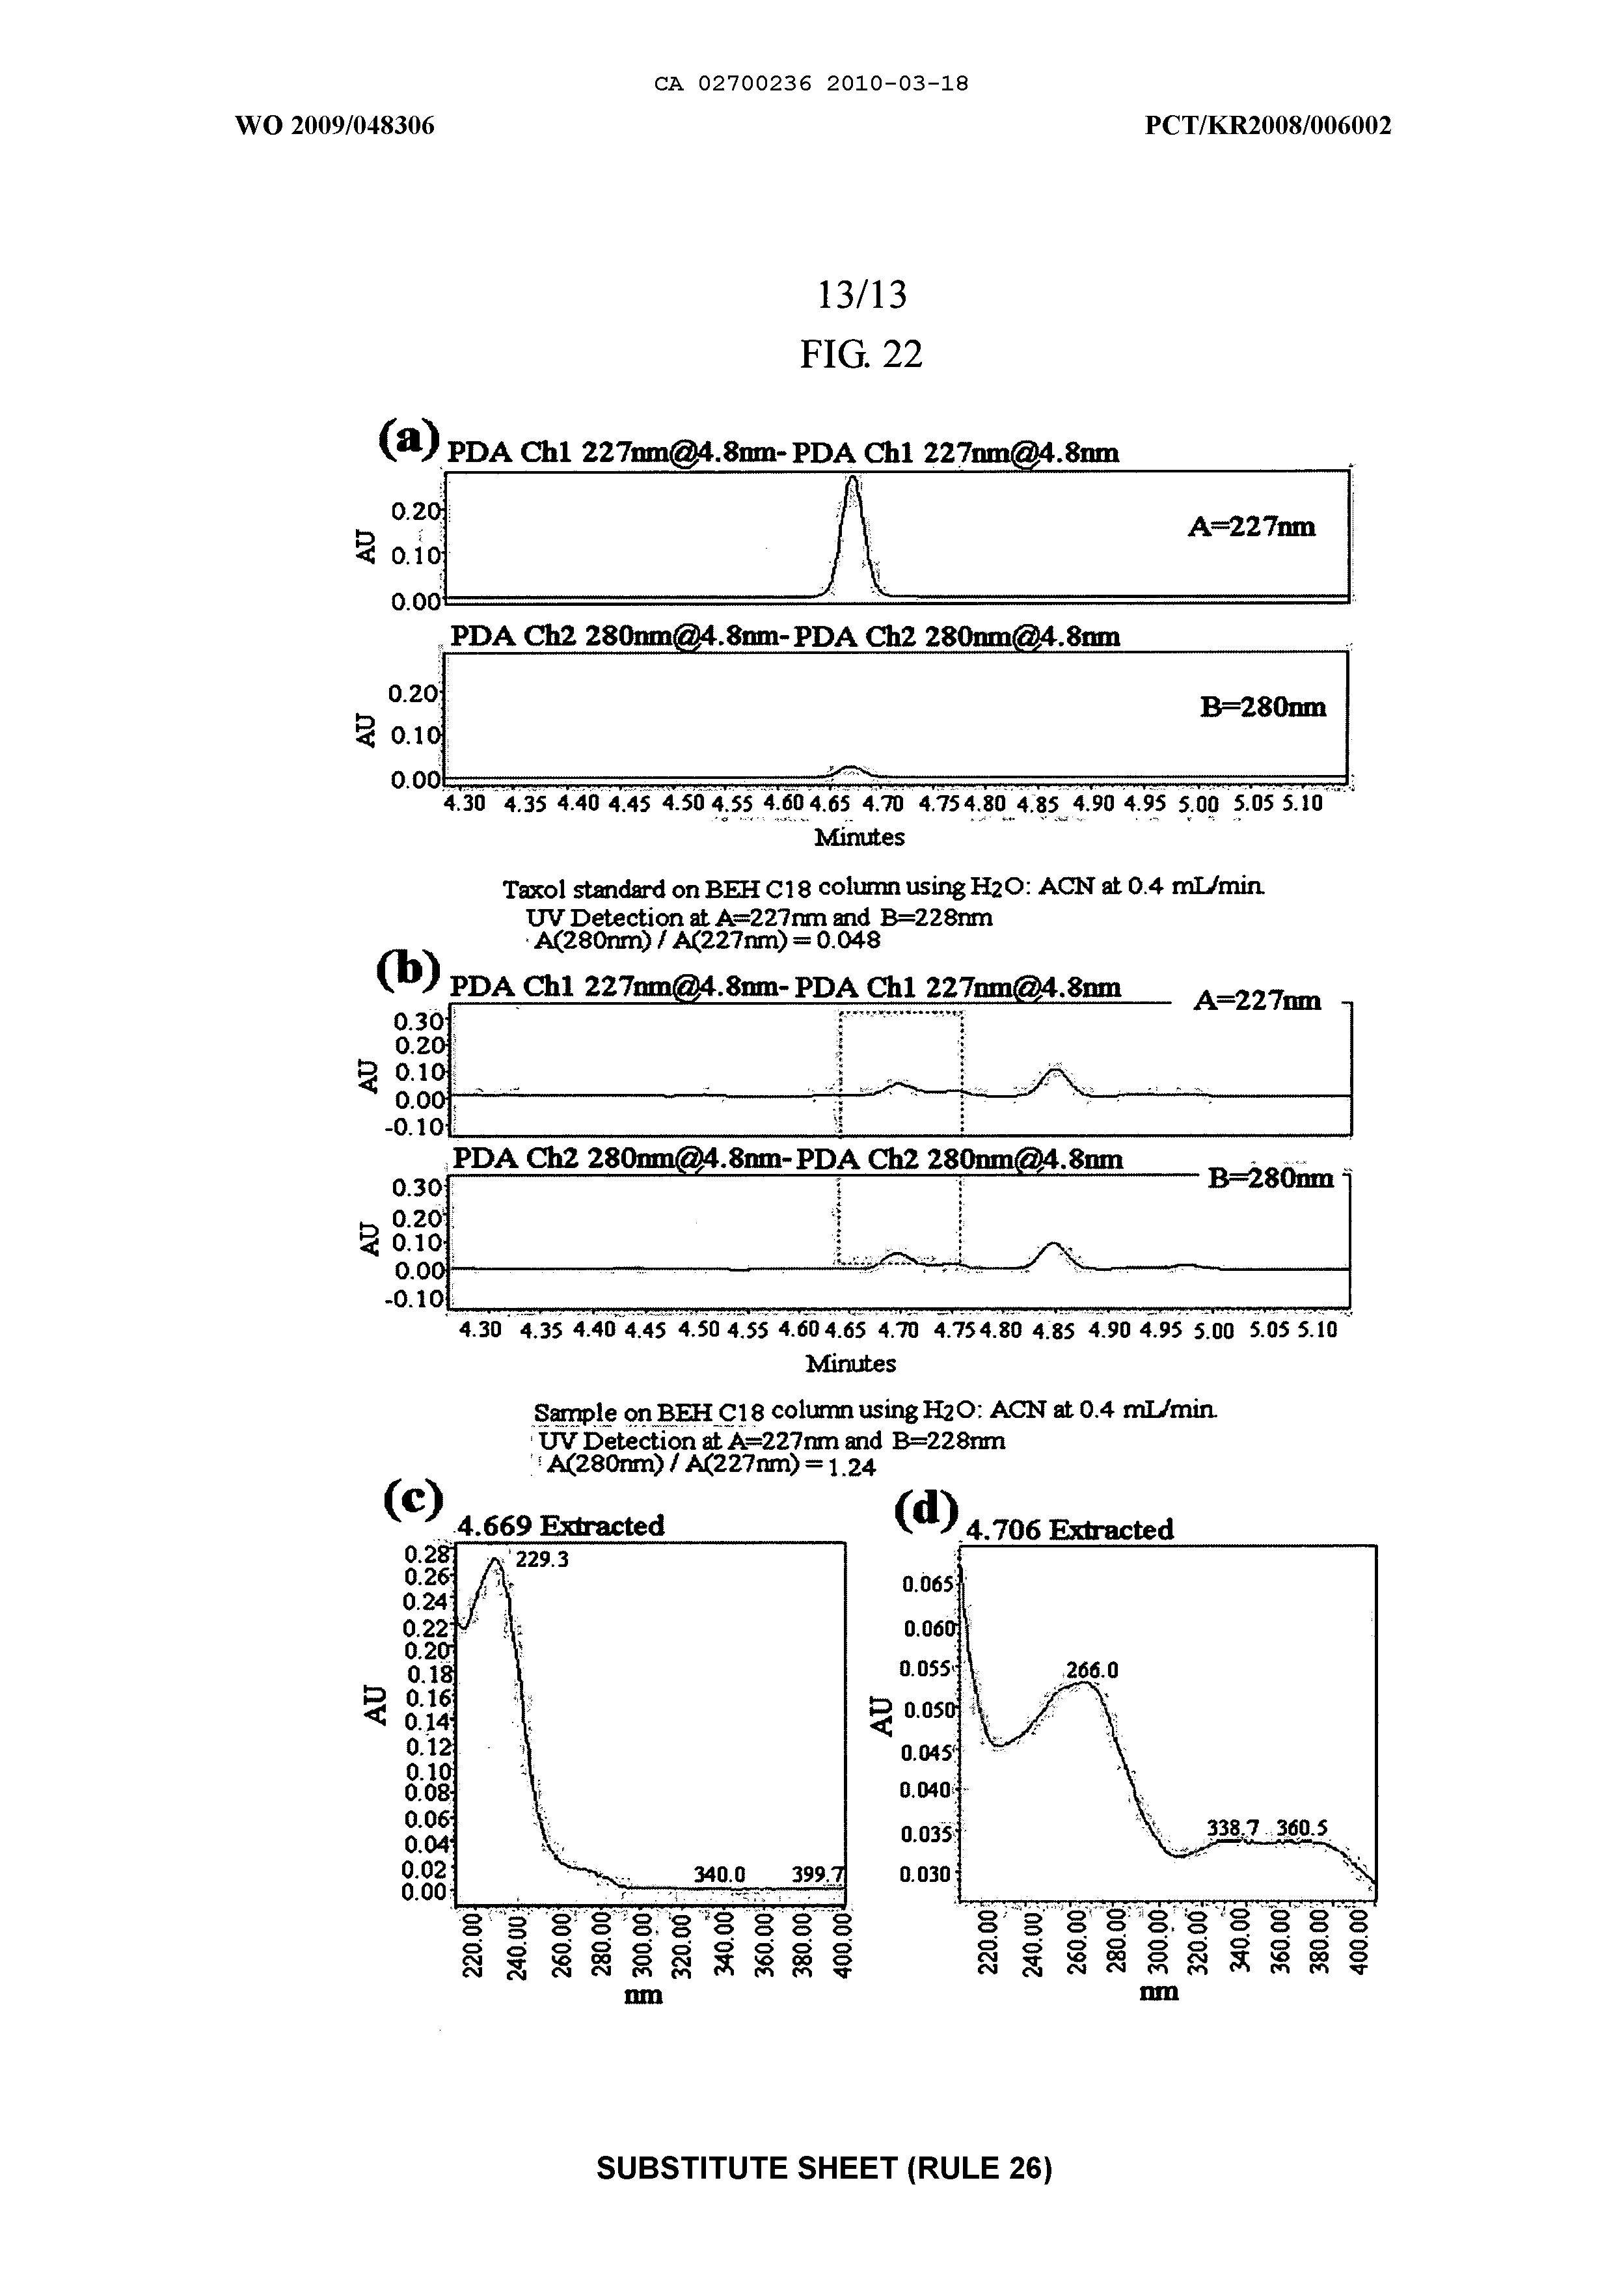 CA 02700236 2010-03-18
WO 2009/048306 PCT/KR2008/006002
13/13
FIG. 22
(a) PDA Ch1 227nm@4.8nm- PDA Ch1 227nm@4.8nm
A=227nm
AU
0.20
0.10
0.00
PDA Ch2 280nm@4.8nm- PDA Ch2 280nm@4.8nm
B=280nm
AU
0.20
0.10
0.00
4.30 4.35 4.40 4.45 4.50 4.55 4.60 4.65 4.70 4.75 4.80 4.85 4.90 4.95 5.00 5.05 5.10
Minutes
Taxol standard on BEH C18 column using H2O: ACN at 0.4 mL/min.
UV Detection at A=227nm and B=228nm
A(280nm) / A(227nm) = 0.048
(b) PDA Ch1 227nm@4.8nm- PDA Ch1 227nm@4.8nm
A=227nm
AU
0.30
0.20
0.10
0.00
-0.10
PDA Ch2 280nm@4.8nm- PDA Ch2 280nm@4.8nm
B=280nm
AU
0.30
0.20
0.10
0.00
-0.10
4.30 4.35 4.40 4.45 4.50 4.55 4.60 4.65 4.70 4.75 4.80 4.85 4.90 4.95 5.00 5.05 5.10
Minutes
Sample on BEH C18 column using H2O: ACN at 0.4 mL/min.
UV Detection at A=227nm and B=228nm
A(280nm) / A(227nm) = 1.24
(c) 4.669 Extracted
229.3
340.0 399.7
AU
0.28
0.26
0.24
0.22
0.20
0.18
0.16
0.14
0.12
0.10
0.08
0.06
0.04
0.02
0.00
220.00 240.00 260.00 280.00 300.00 320.00 340.00 360.00 380.00 400.00
nm
(d) 4.706 Extracted
266.0
338.7 360.5
AU
0.065
0.060
0.055
0.050
0.045
0.040
0.035
0.030
220.00 240.00 260.00 280.00 300.00 320.00 340.00 360.00 380.00 400.00
nm
SUBSTITUTE SHEET (RULE 26)